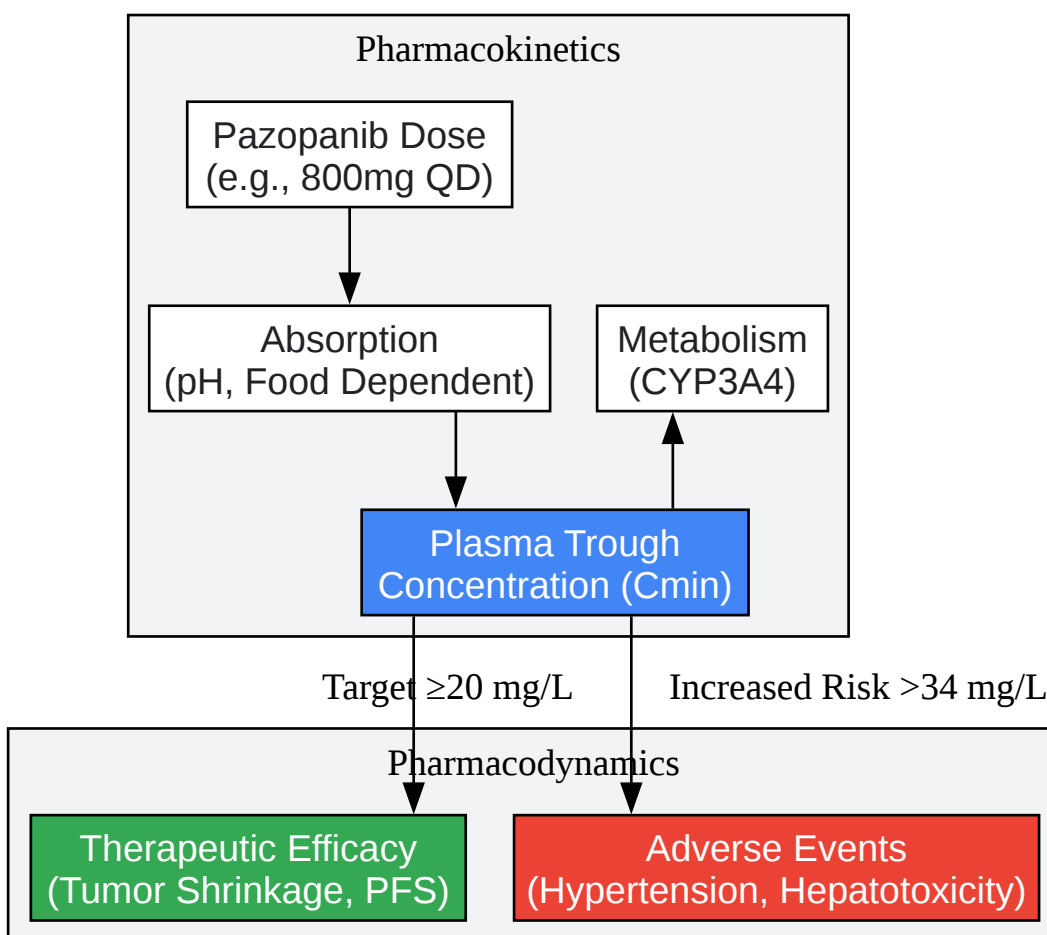 Pharmacokinetics
Pazopanib Dose
(e.g., 800mg QD)
Absorption
(pH, Food Dependent)
Metabolism
(CYP3A4)
Plasma Trough
Concentration (Cmin)
Target ≥20 mg/L
Increased Risk >34 mg/L
Pharmacodynamics
Therapeutic Efficacy
(Tumor Shrinkage, PFS)
Adverse Events
(Hypertension, Hepatotoxicity)